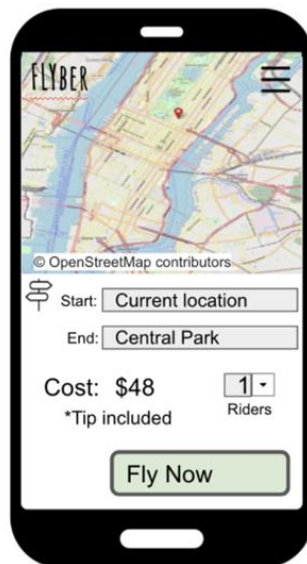 FLYBER
© OpenStreetMap contributors
Start: Current location
End: Central Park
Cost: $48 1
*Tip included Riders
Fly Now